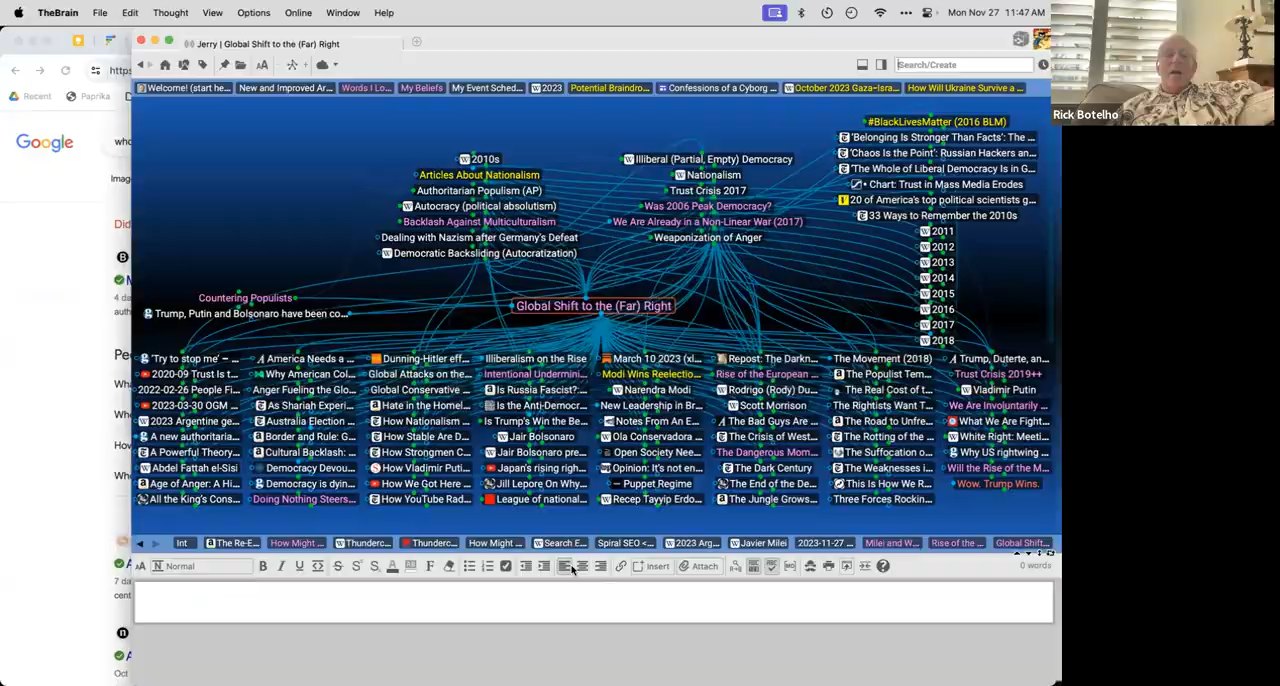 TheBrain File Edit Thought View Options Online Window Help
Mon Nov 27 11:47 AM
Jerry | Global Shift to the (Far) Right
Search/Create
https
Recent Paprika
Welcome! (start he... New and Improved Ar... Words I Lo... My Beliefs My Event Sched... 2023 Potential Braindro... Confessions of a Cyborg ... October 2023 Gaza-Isra... How Will Ukraine Survive a ...
Rick Botelho
Google
who
Imag
Did
4 da
auth
Peo
Wha
Who
How
7 da
Oct
#BlackLivesMatter (2016 BLM)
'Belonging Is Stronger Than Facts': The ...
'Chaos Is the Point': Russian Hackers an...
'The Whole of Liberal Democracy Is in G...
• Chart: Trust in Mass Media Erodes
20 of America's top political scientists g...
33 Ways to Remember the 2010s
2011
2012
2013
2014
2015
2016
2017
2018
2010s
Articles About Nationalism
Authoritarian Populism (AP)
Autocracy (political absolutism)
Backlash Against Multiculturalism
Dealing with Nazism after Germany's Defeat
Democratic Backsliding (Autocratization)
Illiberal (Partial, Empty) Democracy
Nationalism
Trust Crisis 2017
Was 2006 Peak Democracy?
We Are Already in a Non-Linear War (2017)
Weaponization of Anger
Countering Populists
Trump, Putin and Bolsonaro have been co...
Global Shift to the (Far) Right
'Try to stop me' – ...
2020-09 Trust Is t...
2022-02-26 People Fi...
2023-03-30 OGM ...
2023 Argentine ge...
A new authoritaria...
A Powerful Theory...
Abdel Fattah el-Sisi
Age of Anger: A Hi...
All the King's Cons...
America Needs a ...
Why American Col...
Anger Fueling the Glo...
As Shariah Experi...
Australia Election ...
Border and Rule: G...
Cultural Backlash: ...
Democracy Devou...
Democracy is dyin...
Doing Nothing Steers...
Dunning-Hitler eff...
Global Attacks on the...
Global Conservative ...
Hate in the Homel...
How Nationalism ...
How Stable Are D...
How Strongmen C...
How Vladimir Puti...
How We Got Here ...
How YouTube Rad...
Illiberalism on the Rise
Intentional Undermini...
Is Russia Fascist?...
Is the Anti-Democr...
Is Trump's Win the Be...
Jair Bolsonaro
Jair Bolsonaro pre...
Japan's rising righ...
Jill Lepore On Why...
League of national...
March 10 2023 (xl...
Modi Wins Reelectio...
Narendra Modi
New Leadership in Br...
Notes From An E...
Ola Conservadora ...
Open Society Nee...
Opinion: It's not en...
Puppet Regime
Recep Tayyip Erdo...
Repost: The Darkn...
Rise of the European ...
Rodrigo (Rody) Du...
Scott Morrison
The Bad Guys Are ...
The Crisis of West...
The Dangerous Mom...
The Dark Century
The End of the De...
The Jungle Grows...
The Movement (2018)
The Populist Tem...
The Real Cost of t...
The Rightists Want T...
The Road to Unfre...
The Rotting of the ...
The Suffocation o...
The Weaknesses i...
This Is How We R...
Three Forces Rockin...
Trump, Duterte, an...
Trust Crisis 2019++
Vladimir Putin
We Are Involuntarily ...
What We Are Fight...
White Right: Meeti...
Why US rightwing ...
Will the Rise of the M...
Wow. Trump Wins.
Int The Re-E... How Might ... Thunderc... Thunderc... How Might ... Search E... Spiral SEO <... 2023 Arg... Javier Milei 2023-11-27 ... Milei and W... Rise of the ... Global Shift...
Normal
Insert Attach
0 words